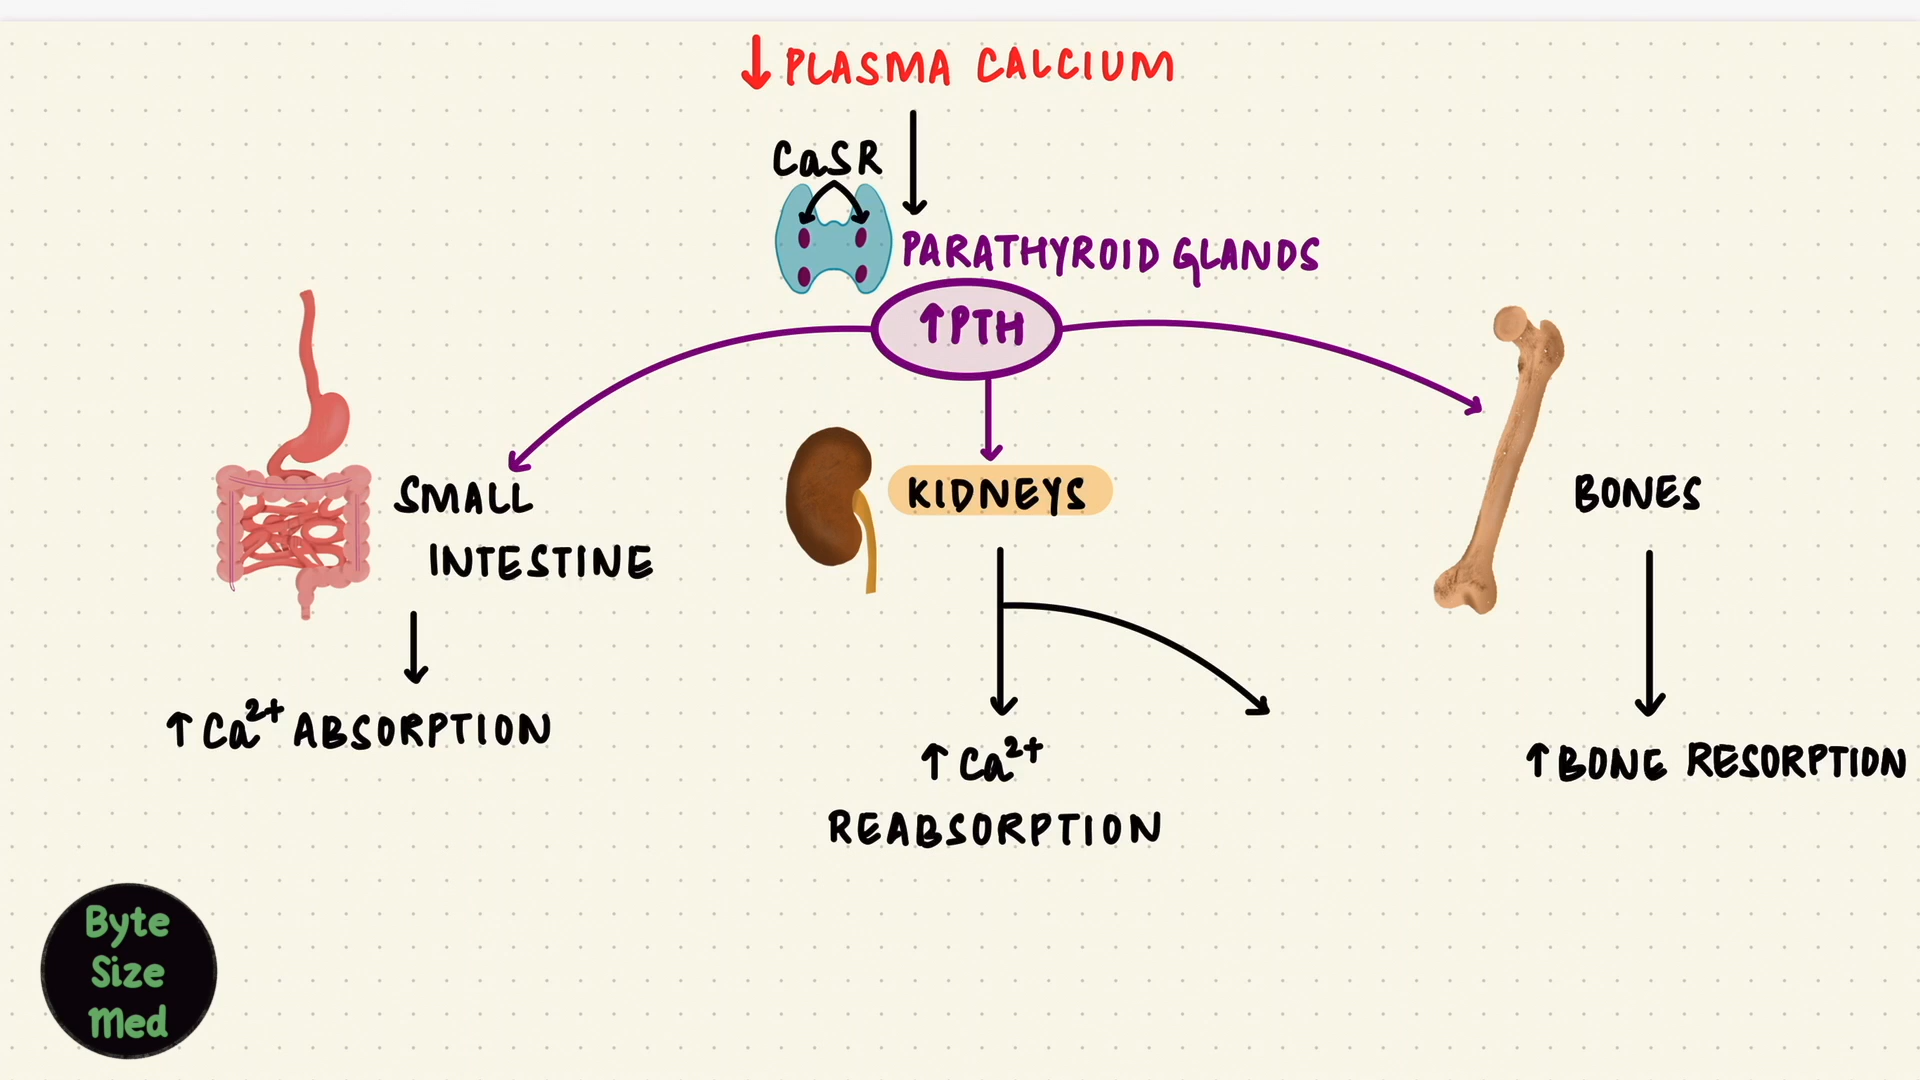 ↓ PLASMA CALCIUM
CaSR
PARATHYROID GLANDS
↑PTH
SMALL
INTESTINE
KIDNEYS
BONES
↑ Ca²⁺ ABSORPTION
↑ Ca²⁺
REABSORPTION
↑ BONE RESORPTION
Byte
Size
Med